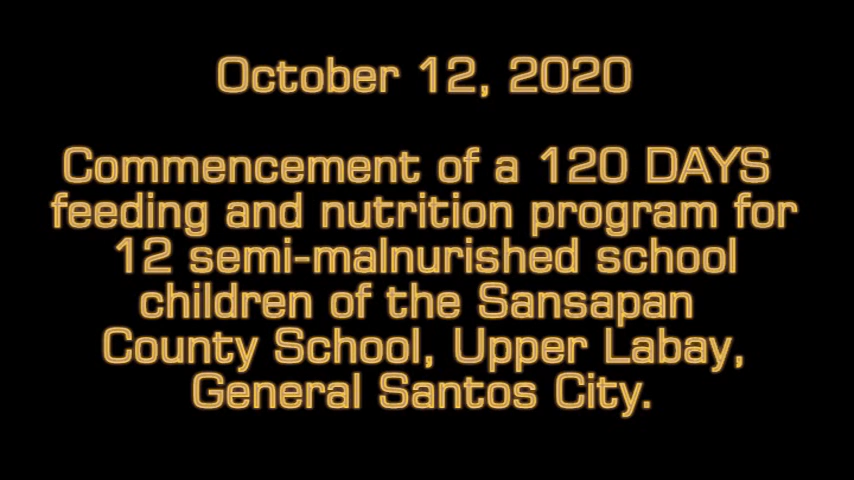 October 12, 2020
Commencement of a 120 DAYS
feeding and nutrition program for
12 semi-malnurished school
children of the Sansapan
County School, Upper Labay,
General Santos City.